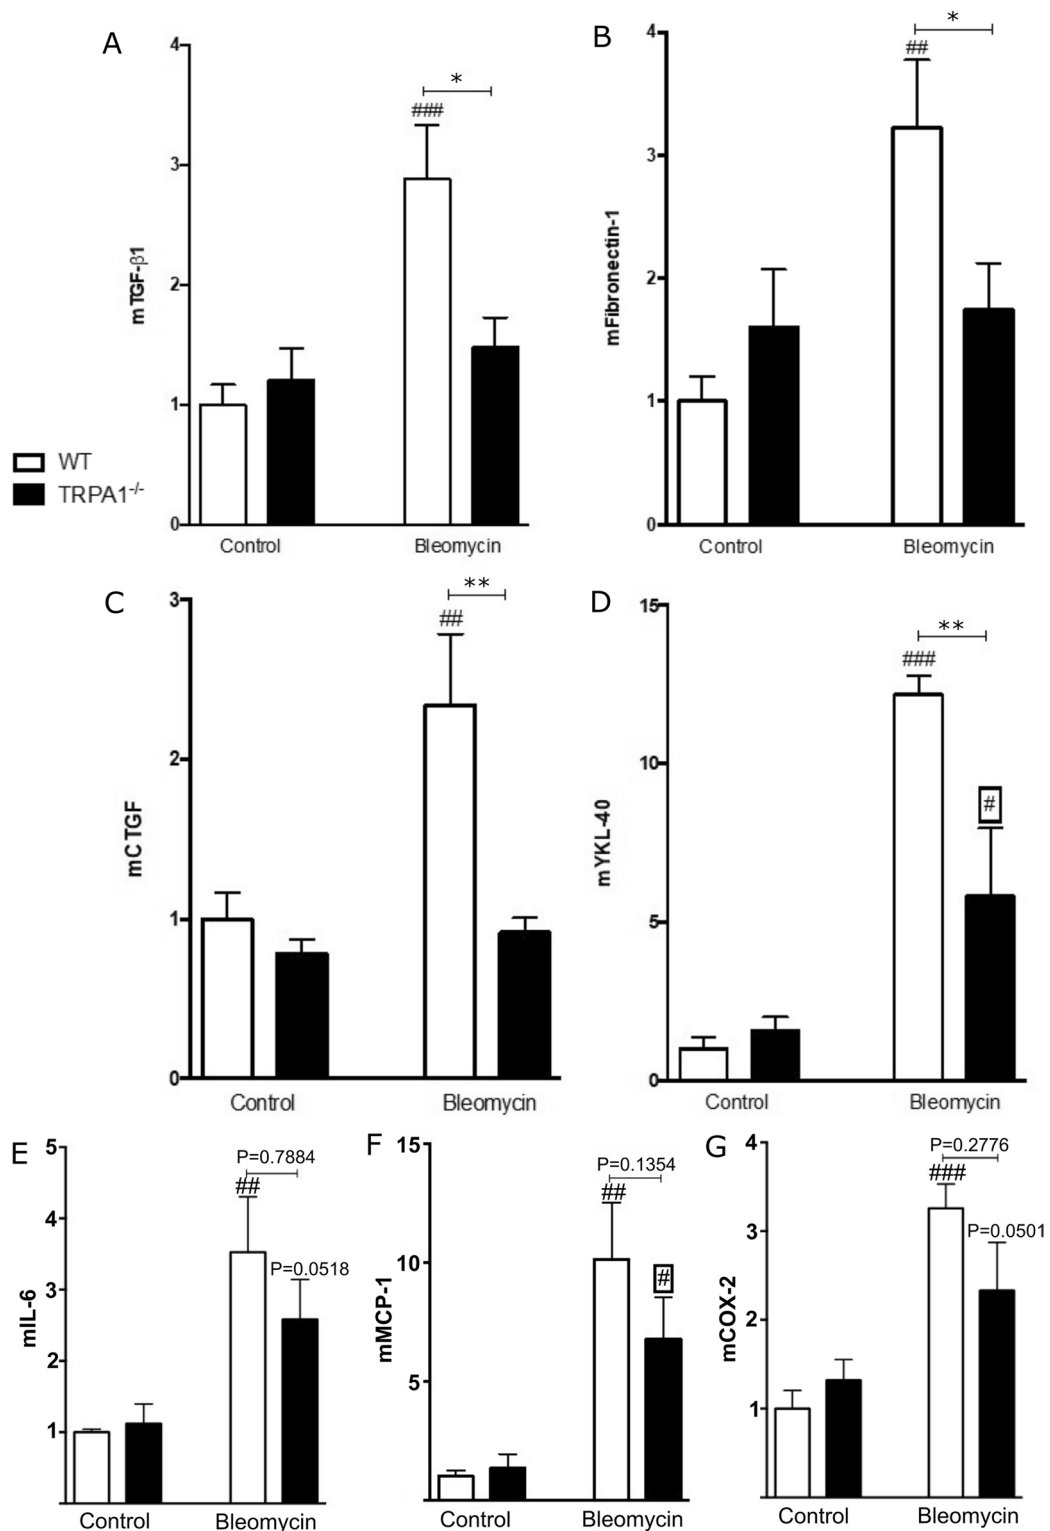 A
4
3
2
1
0
mTGF-β1
*
###
Control
Bleomycin
WT
TRPA1-/-
B
4
3
2
1
0
mFibronectin-1
*
##
Control
Bleomycin
C
3
2
1
0
mCTGF
**
##
Control
Bleomycin
D
15
10
5
0
mYKL-40
**
###
#
Control
Bleomycin
E
5
4
3
2
1
mIL-6
P=0.7884
##
P=0.0518
Control
Bleomycin
F
15
10
5
mMCP-1
P=0.1354
##
#
Control
Bleomycin
G
4
3
2
1
mCOX-2
P=0.2776
###
P=0.0501
Control
Bleomycin